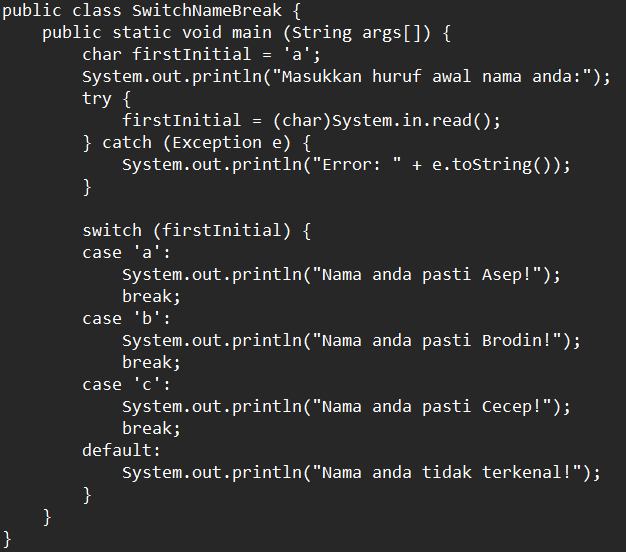 public class SwitchNameBreak {
    public static void main (String args[]) {
        char firstInitial = 'a';
        System.out.println("Masukkan huruf awal nama anda:");
        try {
            firstInitial = (char)System.in.read();
        } catch (Exception e) {
            System.out.println("Error: " + e.toString());
        }

        switch (firstInitial) {
        case 'a':
            System.out.println("Nama anda pasti Asep!");
            break;
        case 'b':
            System.out.println("Nama anda pasti Brodin!");
            break;
        case 'c':
            System.out.println("Nama anda pasti Cecep!");
            break;
        default:
            System.out.println("Nama anda tidak terkenal!");
        }
    }
}